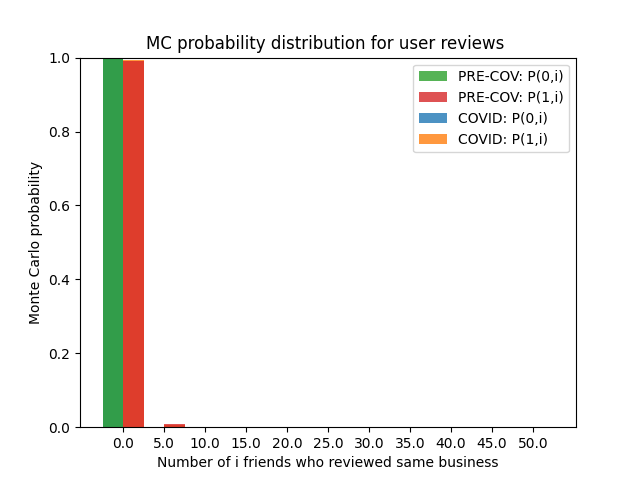 MC probability distribution for user reviews
1.0
0.8
0.6
0.4
0.2
0.0
Monte Carlo probability
PRE-COV: P(0,i)
PRE-COV: P(1,i)
COVID: P(0,i)
COVID: P(1,i)
0.0 5.0 10.0 15.0 20.0 25.0 30.0 35.0 40.0 45.0 50.0
Number of i friends who reviewed same business